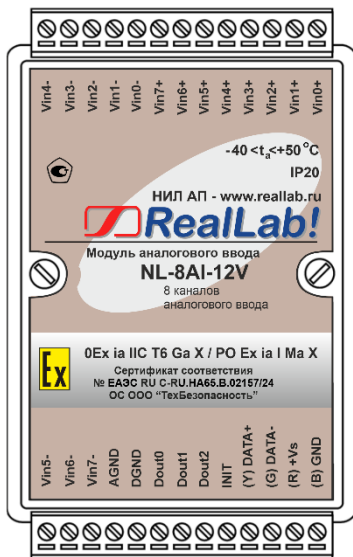 Vin4-
Vin3-
Vin2-
Vin1-
Vin0-
Vin7+
Vin6+
Vin5+
Vin4+
Vin3+
Vin2+
Vin1+
Vin0+
-40 <ta<+50 °C
IP20
НИЛ АП - www.reallab.ru
RealLab!
Модуль аналогового ввода
NL-8AI-12V
8 каналов
аналогового ввода
Ex
0Ex ia IIC T6 Ga X / PO Ex ia I Ma X
Сертификат соответствия
№ ЕАЭС RU C-RU.HA65.B.02157/24
ОС ООО "ТехБезопасность"
Vin5-
Vin6-
Vin7-
AGND
DGND
Dout0
Dout1
Dout2
INIT
(Y) DATA+
(G) DATA-
(R) +Vs
(B) GND